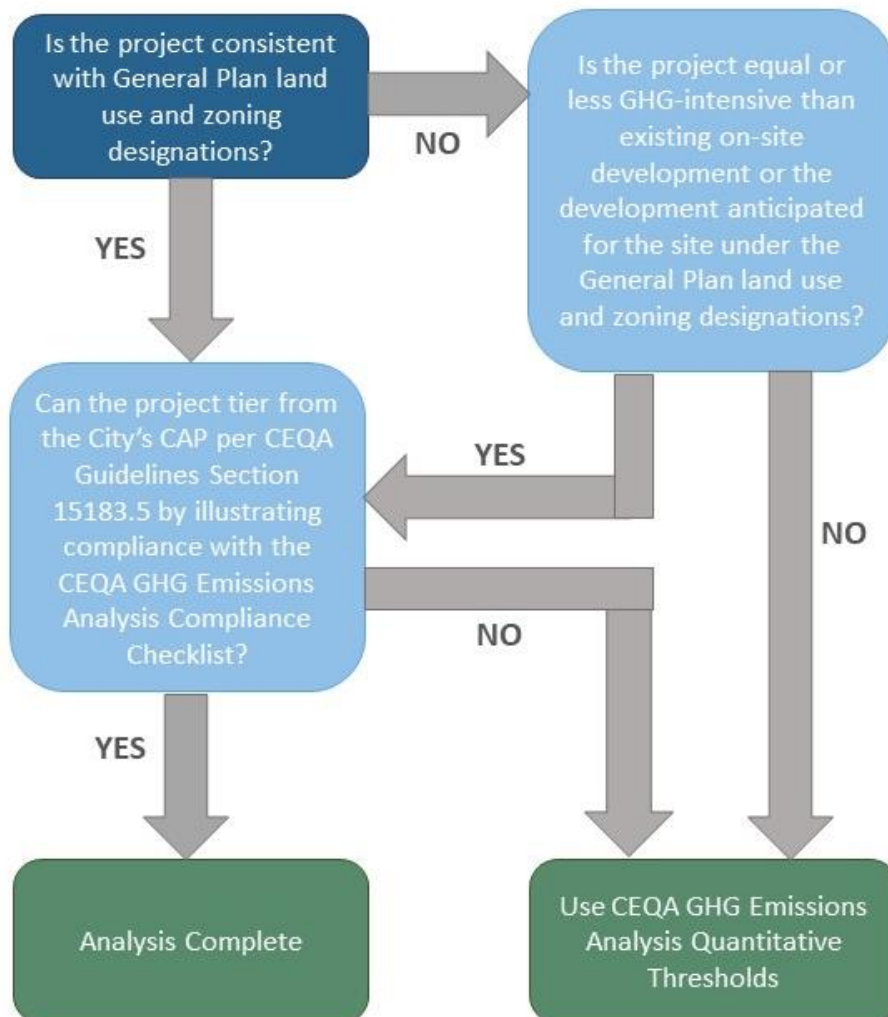 Is the project consistent
with General Plan land
use and zoning
designations?
NO
Is the project equal or
less GHG-intensive than
existing on-site
development or the
development anticipated
for the site under the
General Plan land use
and zoning designations?
YES
Can the project tier from
the City's CAP per CEQA
Guidelines Section
15183.5 by illustrating
compliance with the
CEQA GHG Emissions
Analysis Compliance
Checklist?
YES
NO
NO
YES
Analysis Complete
Use CEQA GHG Emissions
Analysis Quantitative
Thresholds